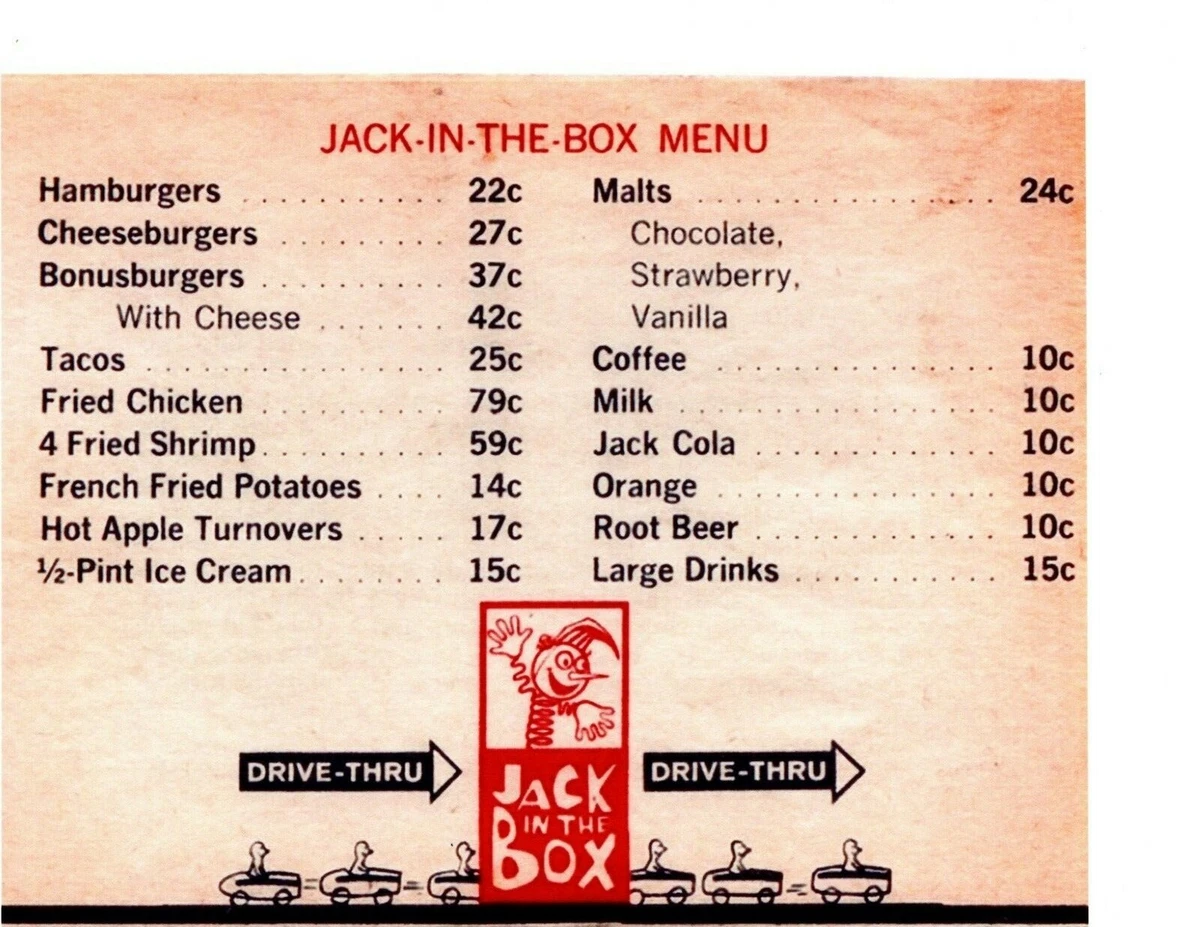 JACK-IN-THE-BOX MENU
Hamburgers . . . . . . . . . . 22c
Cheeseburgers . . . . . . . . . 27c
Bonusburgers . . . . . . . . . . 37c
With Cheese . . . . . . . 42c
Tacos . . . . . . . . . . . . . . . . 25c
Fried Chicken . . . . . . . . . . 79c
4 Fried Shrimp . . . . . . . . . . 59c
French Fried Potatoes . . . . 14c
Hot Apple Turnovers . . . . . 17c
½-Pint Ice Cream . . . . . . . . 15c
Malts . . . . . . . . . . . . . . . . 24c
Chocolate,
Strawberry,
Vanilla
Coffee . . . . . . . . . . . . . . . 10c
Milk . . . . . . . . . . . . . . . . . 10c
Jack Cola . . . . . . . . . . . . . 10c
Orange . . . . . . . . . . . . . . . 10c
Root Beer . . . . . . . . . . . . . 10c
Large Drinks . . . . . . . . . . . 15c
DRIVE-THRU
JACK
IN THE
BOX
DRIVE-THRU